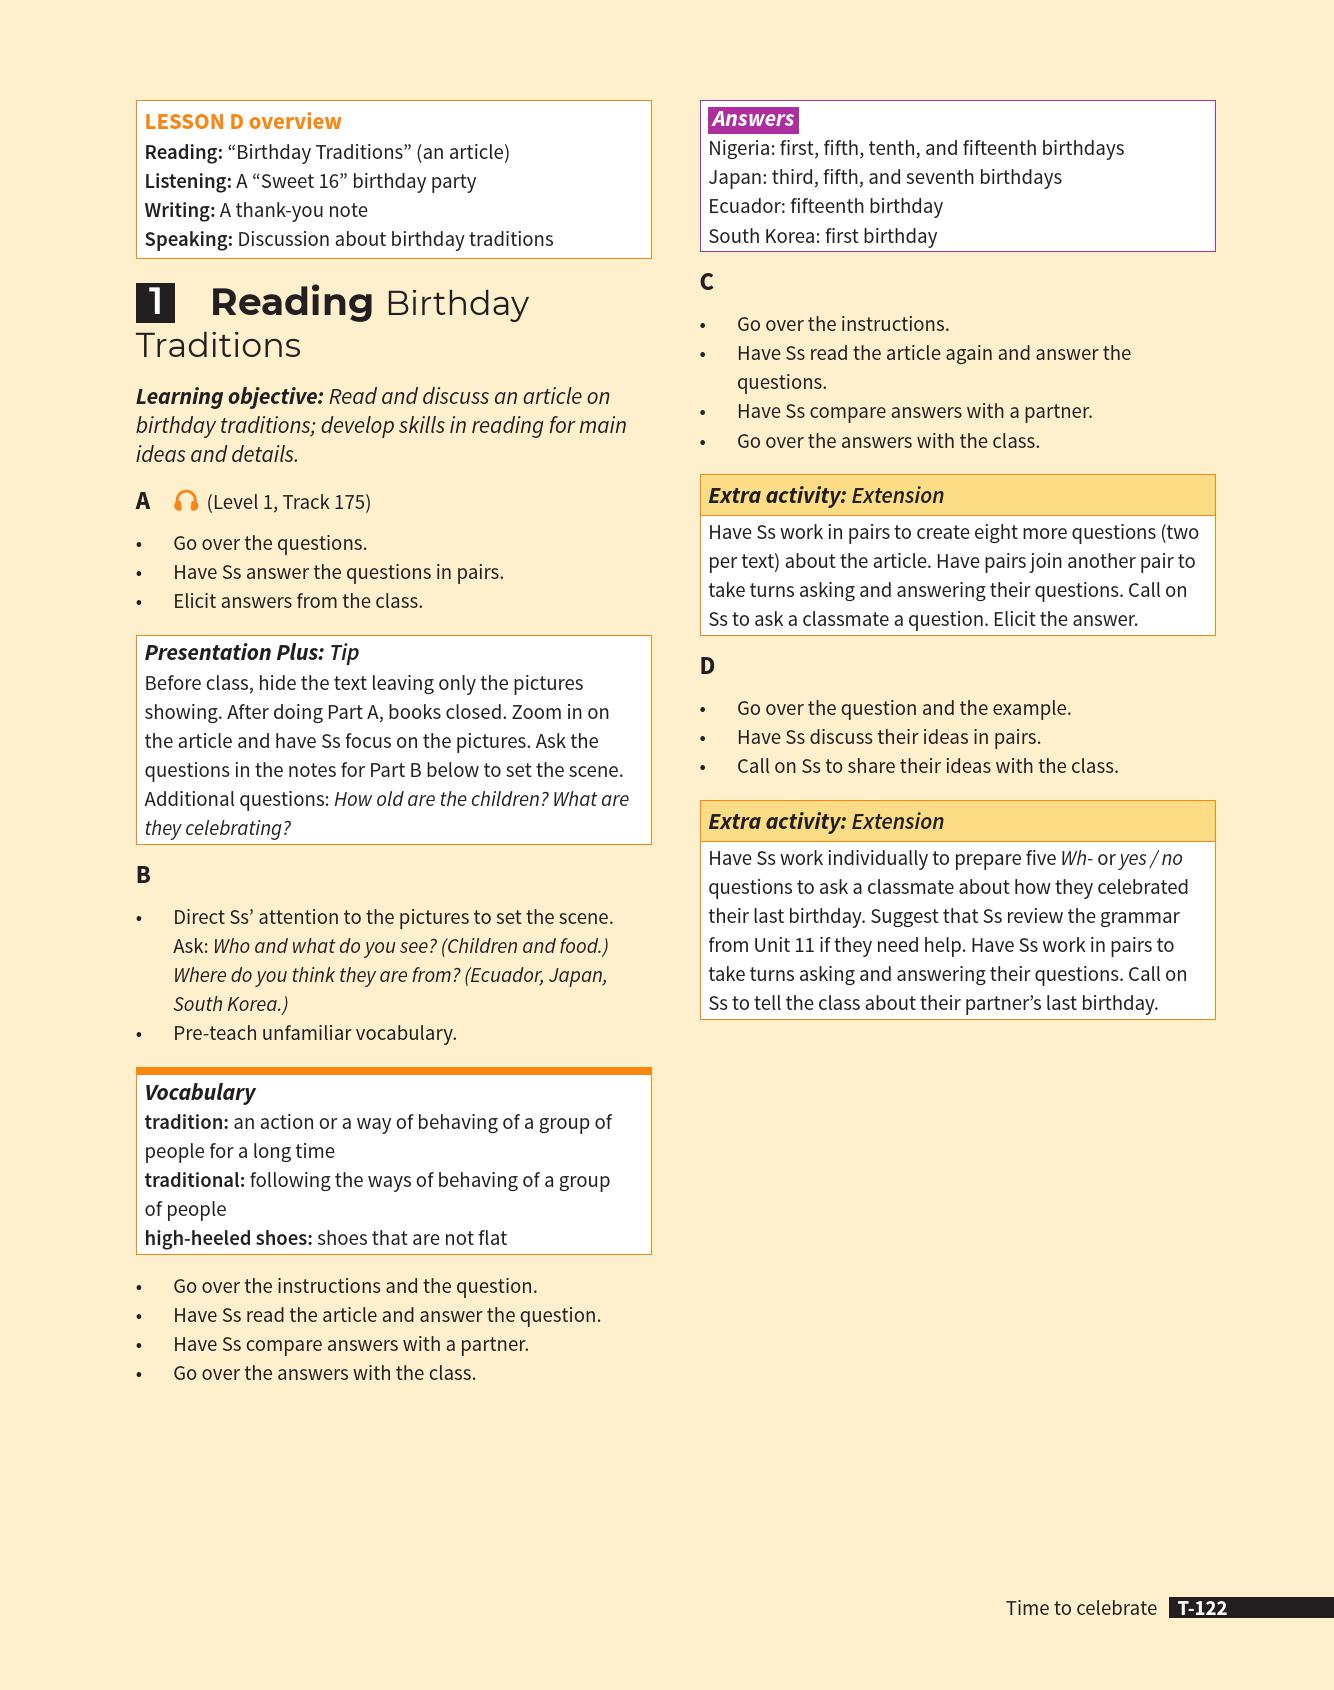 LESSON D overview
Reading: “Birthday Traditions” (an article)
Listening: A “Sweet 16” birthday party
Writing: A thank-you note
Speaking: Discussion about birthday traditions
1 Reading Birthday
Traditions
Learning objective: Read and discuss an article on
birthday traditions; develop skills in reading for main
ideas and details.
A (Level 1, Track 175)
• Go over the questions.
• Have Ss answer the questions in pairs.
• Elicit answers from the class.
Presentation Plus: Tip
Before class, hide the text leaving only the pictures
showing. After doing Part A, books closed. Zoom in on
the article and have Ss focus on the pictures. Ask the
questions in the notes for Part B below to set the scene.
Additional questions: How old are the children? What are
they celebrating?
B
• Direct Ss’ attention to the pictures to set the scene.
Ask: Who and what do you see? (Children and food.)
Where do you think they are from? (Ecuador, Japan,
South Korea.)
• Pre-teach unfamiliar vocabulary.
Vocabulary
tradition: an action or a way of behaving of a group of
people for a long time
traditional: following the ways of behaving of a group
of people
high-heeled shoes: shoes that are not flat
• Go over the instructions and the question.
• Have Ss read the article and answer the question.
• Have Ss compare answers with a partner.
• Go over the answers with the class.
Answers
Nigeria: first, fifth, tenth, and fifteenth birthdays
Japan: third, fifth, and seventh birthdays
Ecuador: fifteenth birthday
South Korea: first birthday
C
• Go over the instructions.
• Have Ss read the article again and answer the
questions.
• Have Ss compare answers with a partner.
• Go over the answers with the class.
Extra activity: Extension
Have Ss work in pairs to create eight more questions (two
per text) about the article. Have pairs join another pair to
take turns asking and answering their questions. Call on
Ss to ask a classmate a question. Elicit the answer.
D
• Go over the question and the example.
• Have Ss discuss their ideas in pairs.
• Call on Ss to share their ideas with the class.
Extra activity: Extension
Have Ss work individually to prepare five Wh- or yes / no
questions to ask a classmate about how they celebrated
their last birthday. Suggest that Ss review the grammar
from Unit 11 if they need help. Have Ss work in pairs to
take turns asking and answering their questions. Call on
Ss to tell the class about their partner’s last birthday.
Time to celebrate T-122